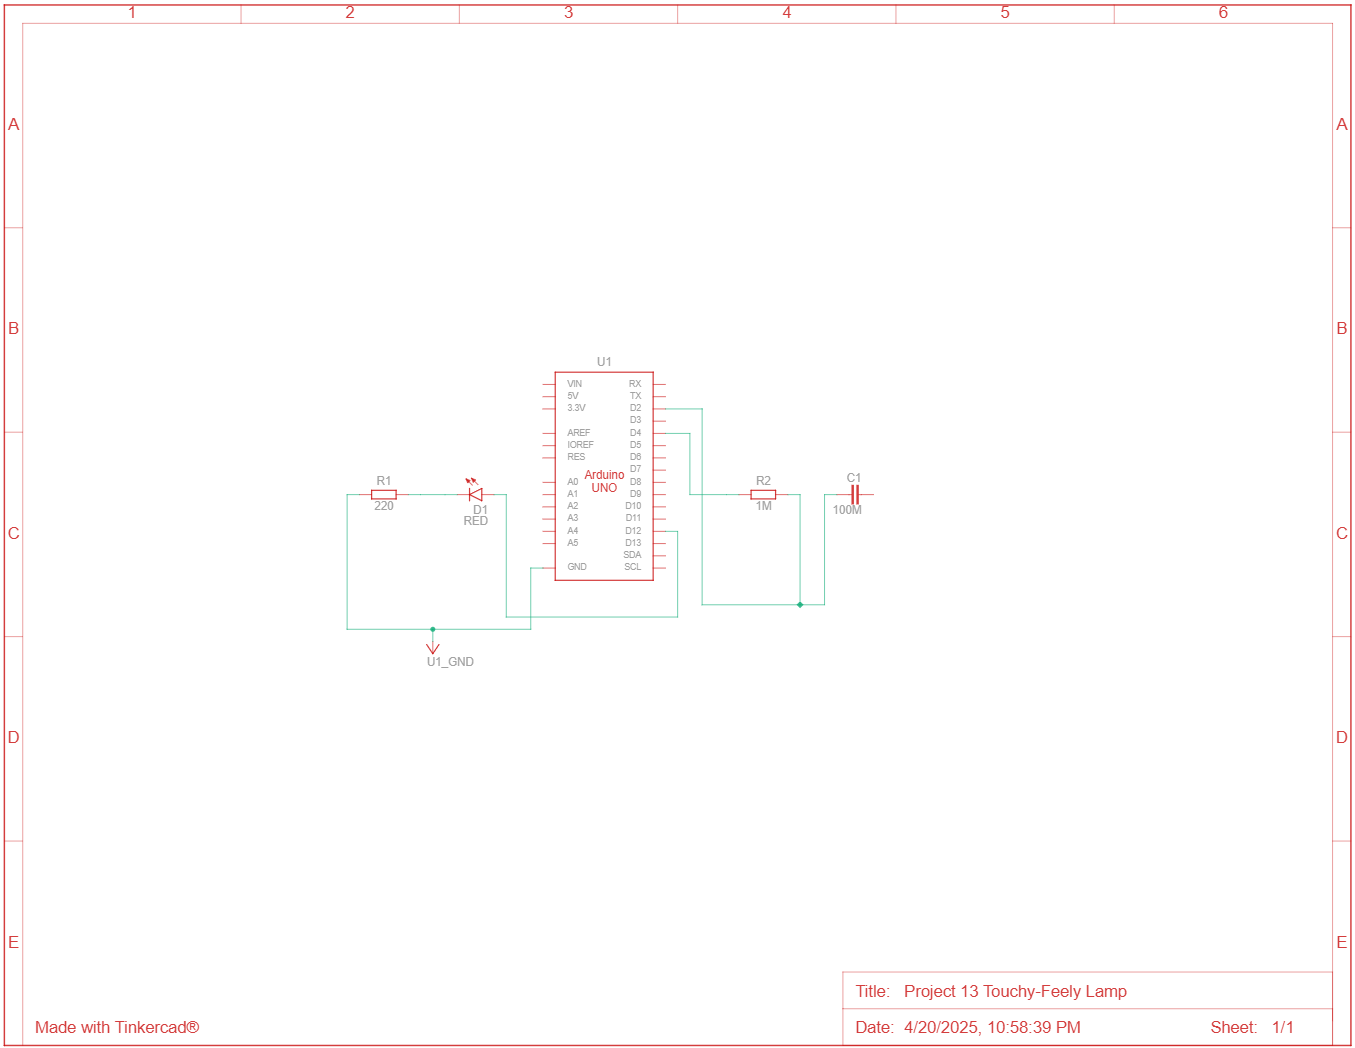 1 2 3 4 5 6
A A
B B
U1
VIN RX
5V TX
3.3V D2
D3
AREF D4
IOREF D5
RES D6
D7
Arduino
UNO
A0 D8
A1 D9
A2 D10
A3 D11
A4 D12
A5 D13
SDA
GND SCL
R1
220
D1
RED
R2
1M
C1
100M
C C
U1_GND
D D
E E
Title: Project 13 Touchy-Feely Lamp
Made with Tinkercad®
Date: 4/20/2025, 10:58:39 PM Sheet: 1/1